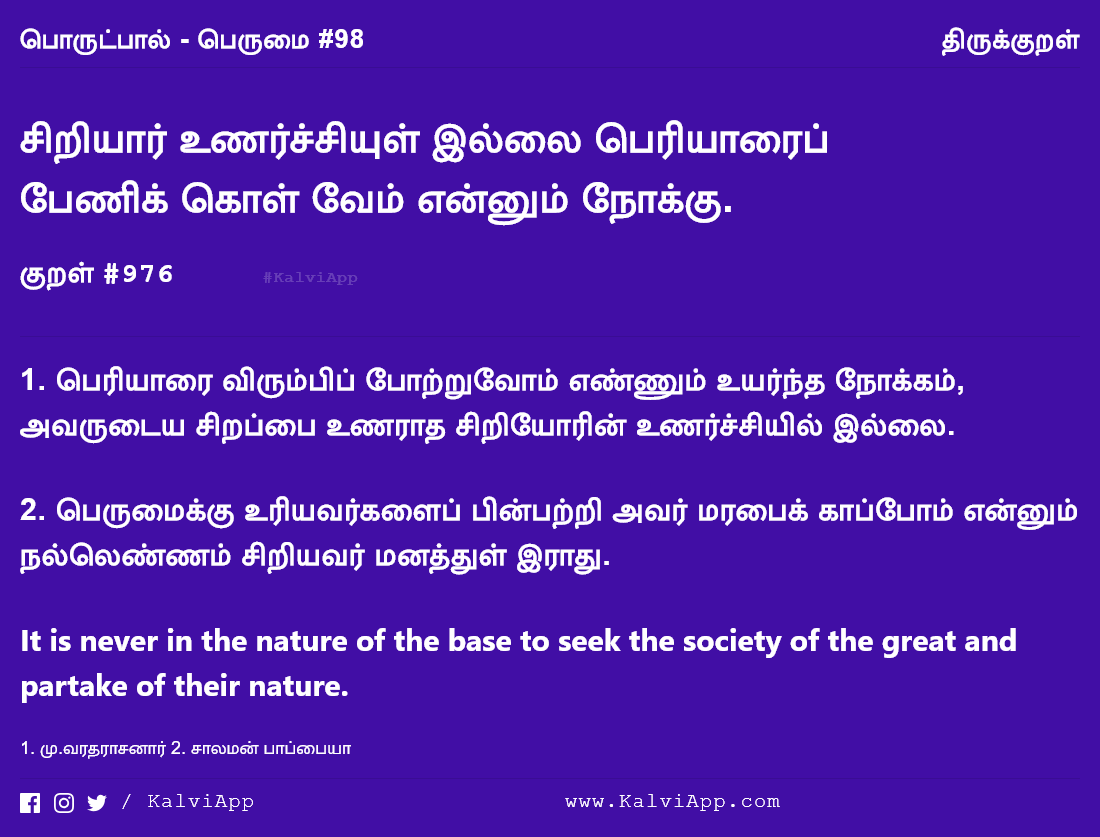 பொருட்பால் - பெருமை #98
திருக்குறள்
சிறியார் உணர்ச்சியுள் இல்லை பெரியாரைப்
பேணிக் கொள் வேம் என்னும் நோக்கு.
குறள் #976
#KalviApp
1. பெரியாரை விரும்பிப் போற்றுவோம் எண்ணும் உயர்ந்த நோக்கம்,
அவருடைய சிறப்பை உணராத சிறியோரின் உணர்ச்சியில் இல்லை.
2. பெருமைக்கு உரியவர்களைப் பின்பற்றி அவர் மரபைக் காப்போம் என்னும்
நல்லெண்ணம் சிறியவர் மனத்துள் இராது.
It is never in the nature of the base to seek the society of the great and
partake of their nature.
1. மு.வரதராசனார் 2. சாலமன் பாப்பையா
/ KalviApp
www.KalviApp.com